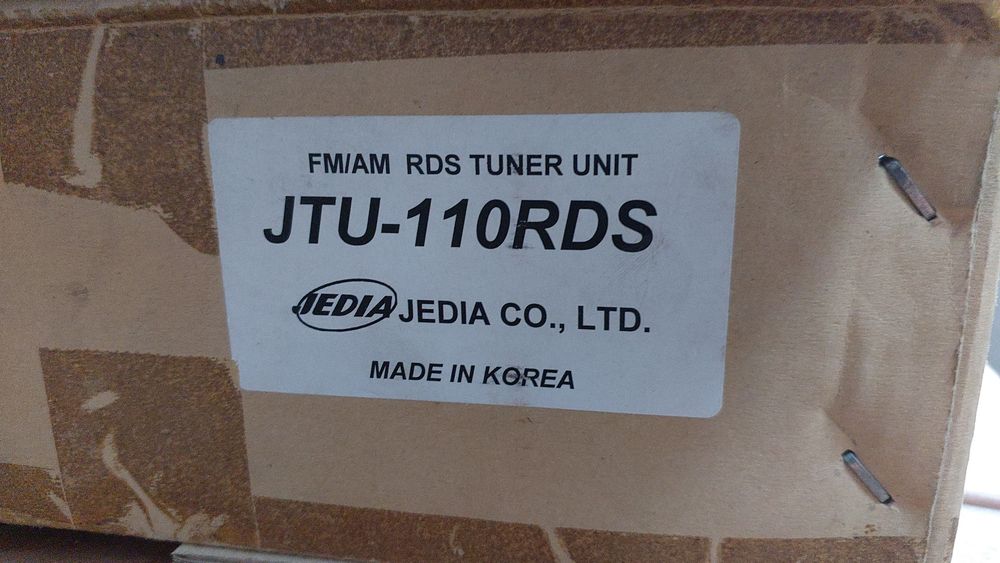 FM/AM RDS TUNER UNIT
JTU-110RDS
JEDIA JEDIA CO., LTD.
MADE IN KOREA